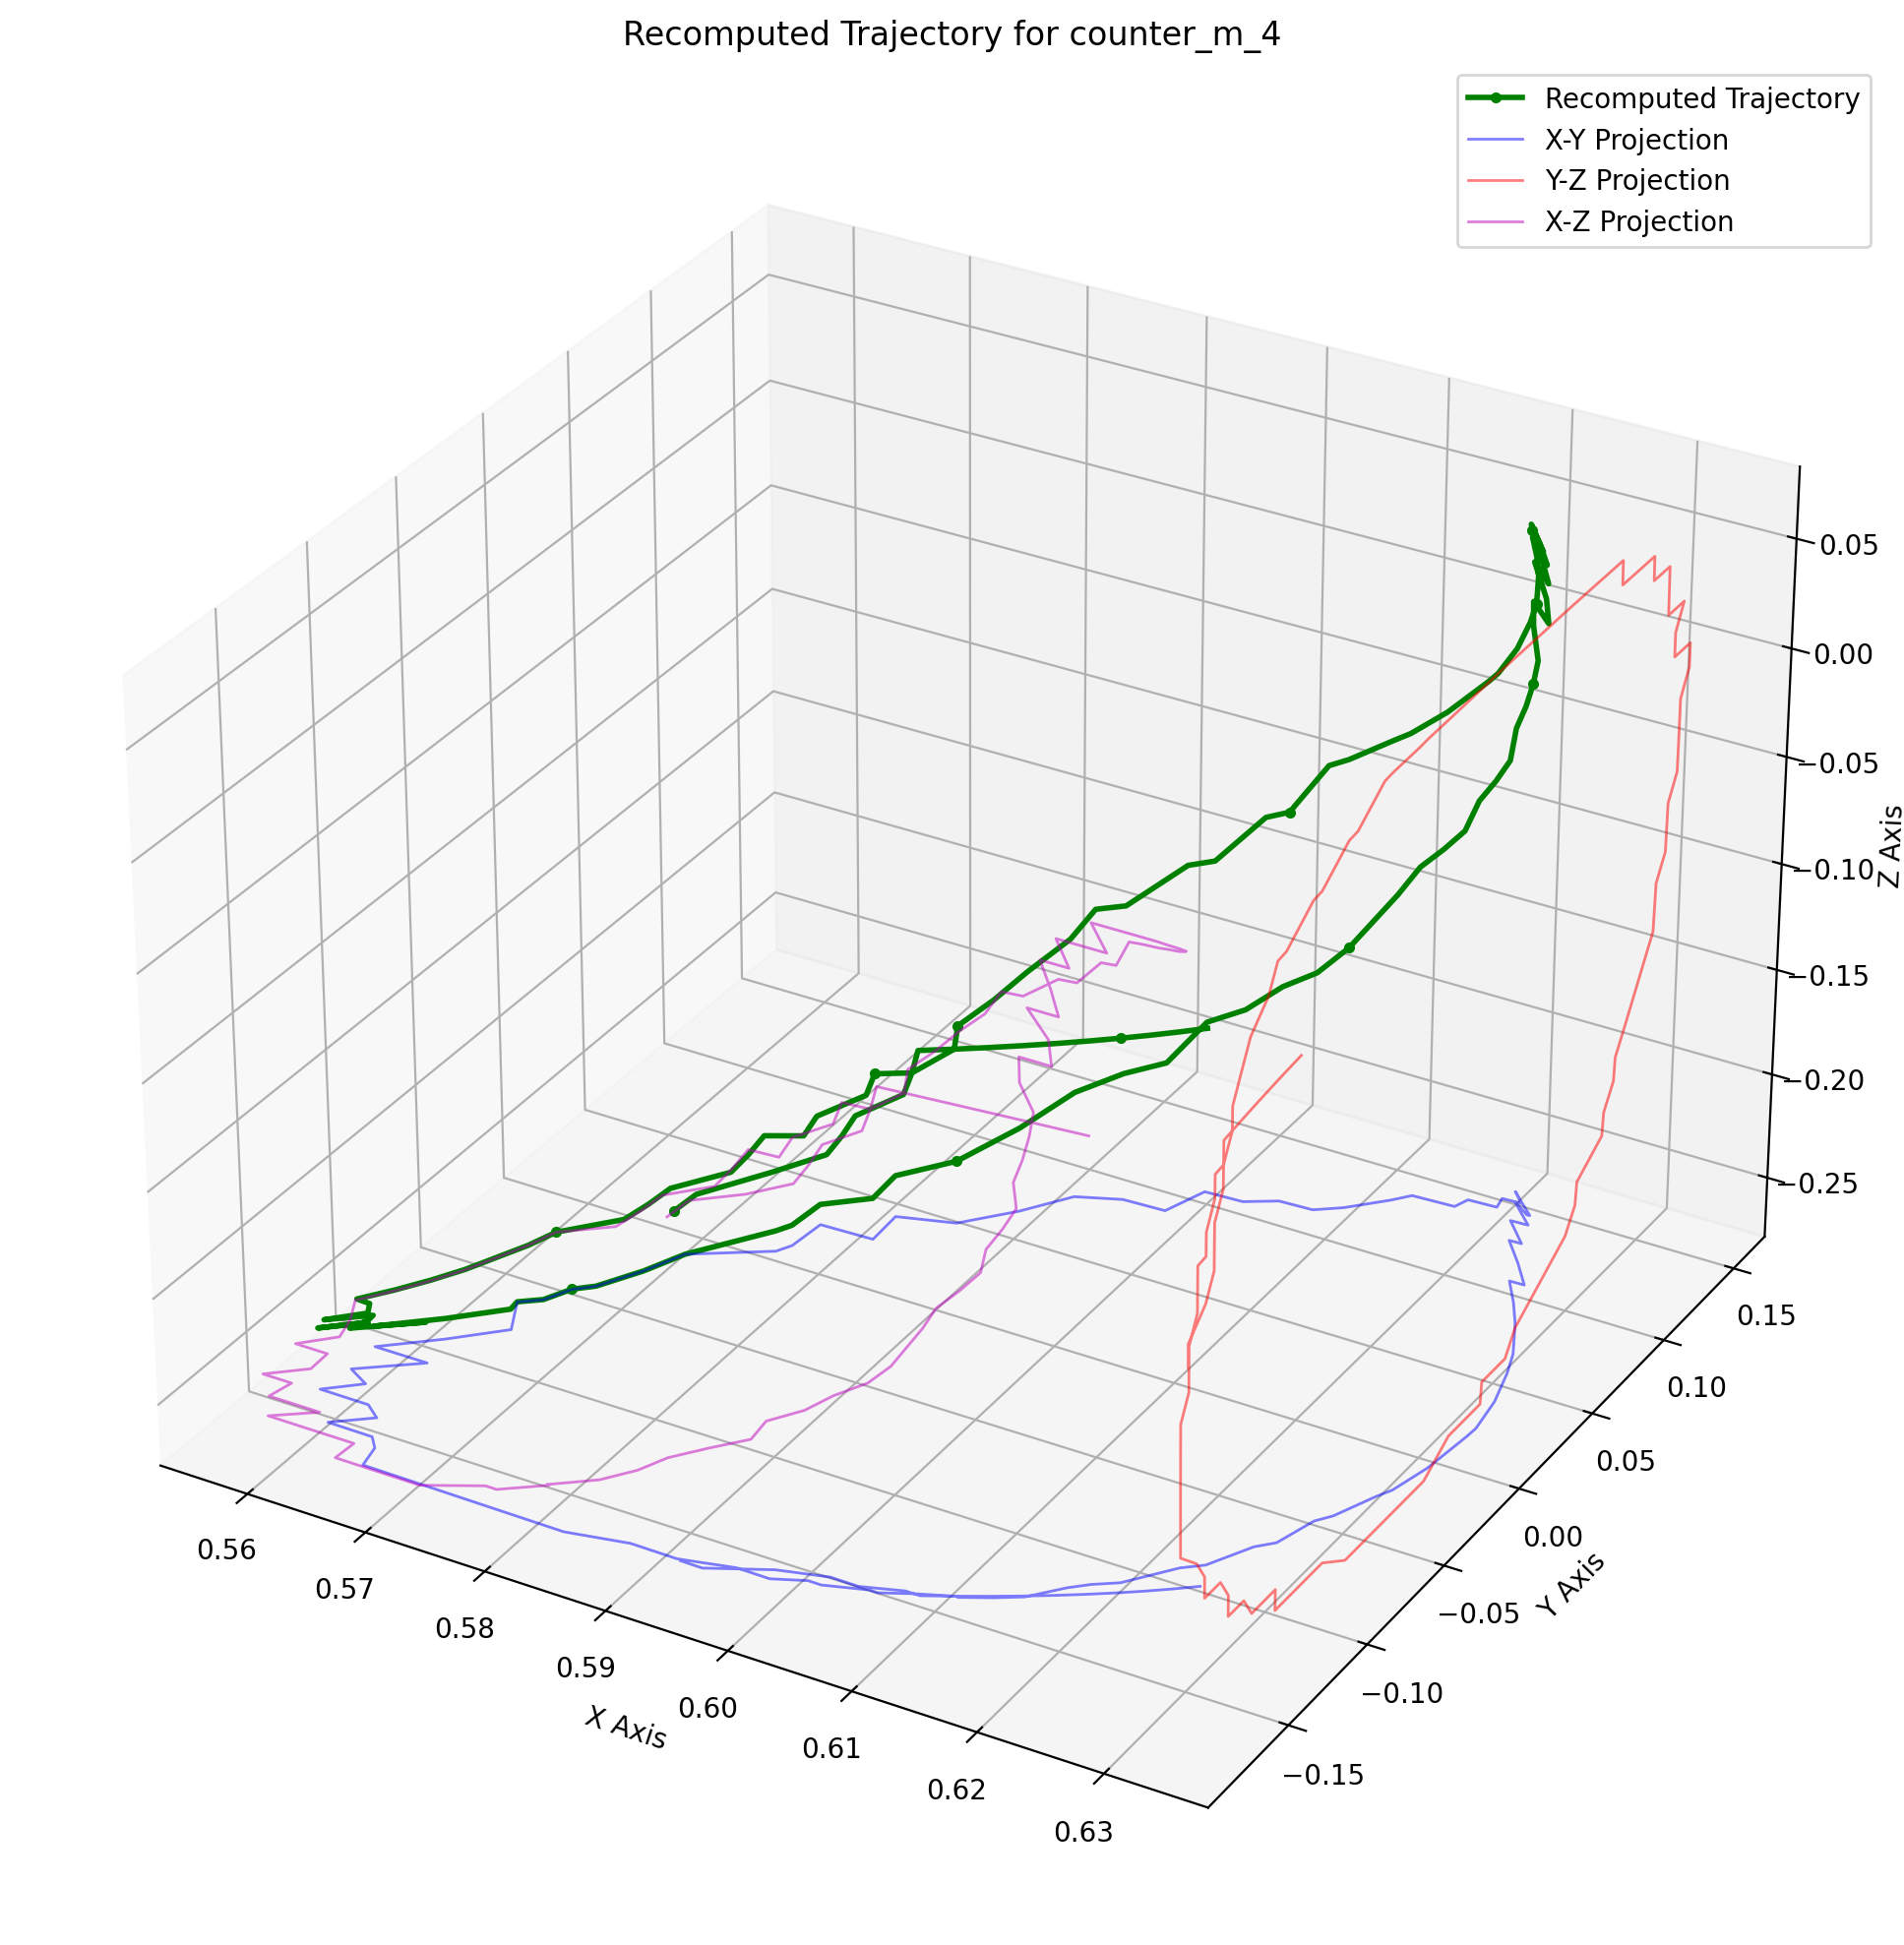 Recomputed Trajectory for counter_m_4
Recomputed Trajectory
X-Y Projection
Y-Z Projection
X-Z Projection
0.05
0.00
−0.05
−0.10
−0.15
−0.20
−0.25
Z Axis
0.15
0.10
0.05
0.00
−0.05
−0.10
−0.15
Y Axis
0.56
0.57
0.58
0.59
0.60
0.61
0.62
0.63
X Axis